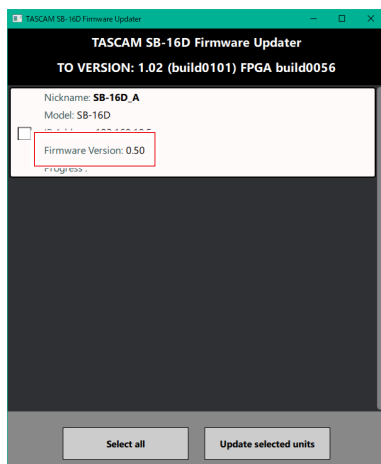 TASCAM SB-16D Firmware Updater
TASCAM SB-16D Firmware Updater
TO VERSION: 1.02 (build0101) FPGA build0056
Nickname: SB-16D_A
Model: SB-16D
Firmware Version: 0.50
Progress :
Select all
Update selected units